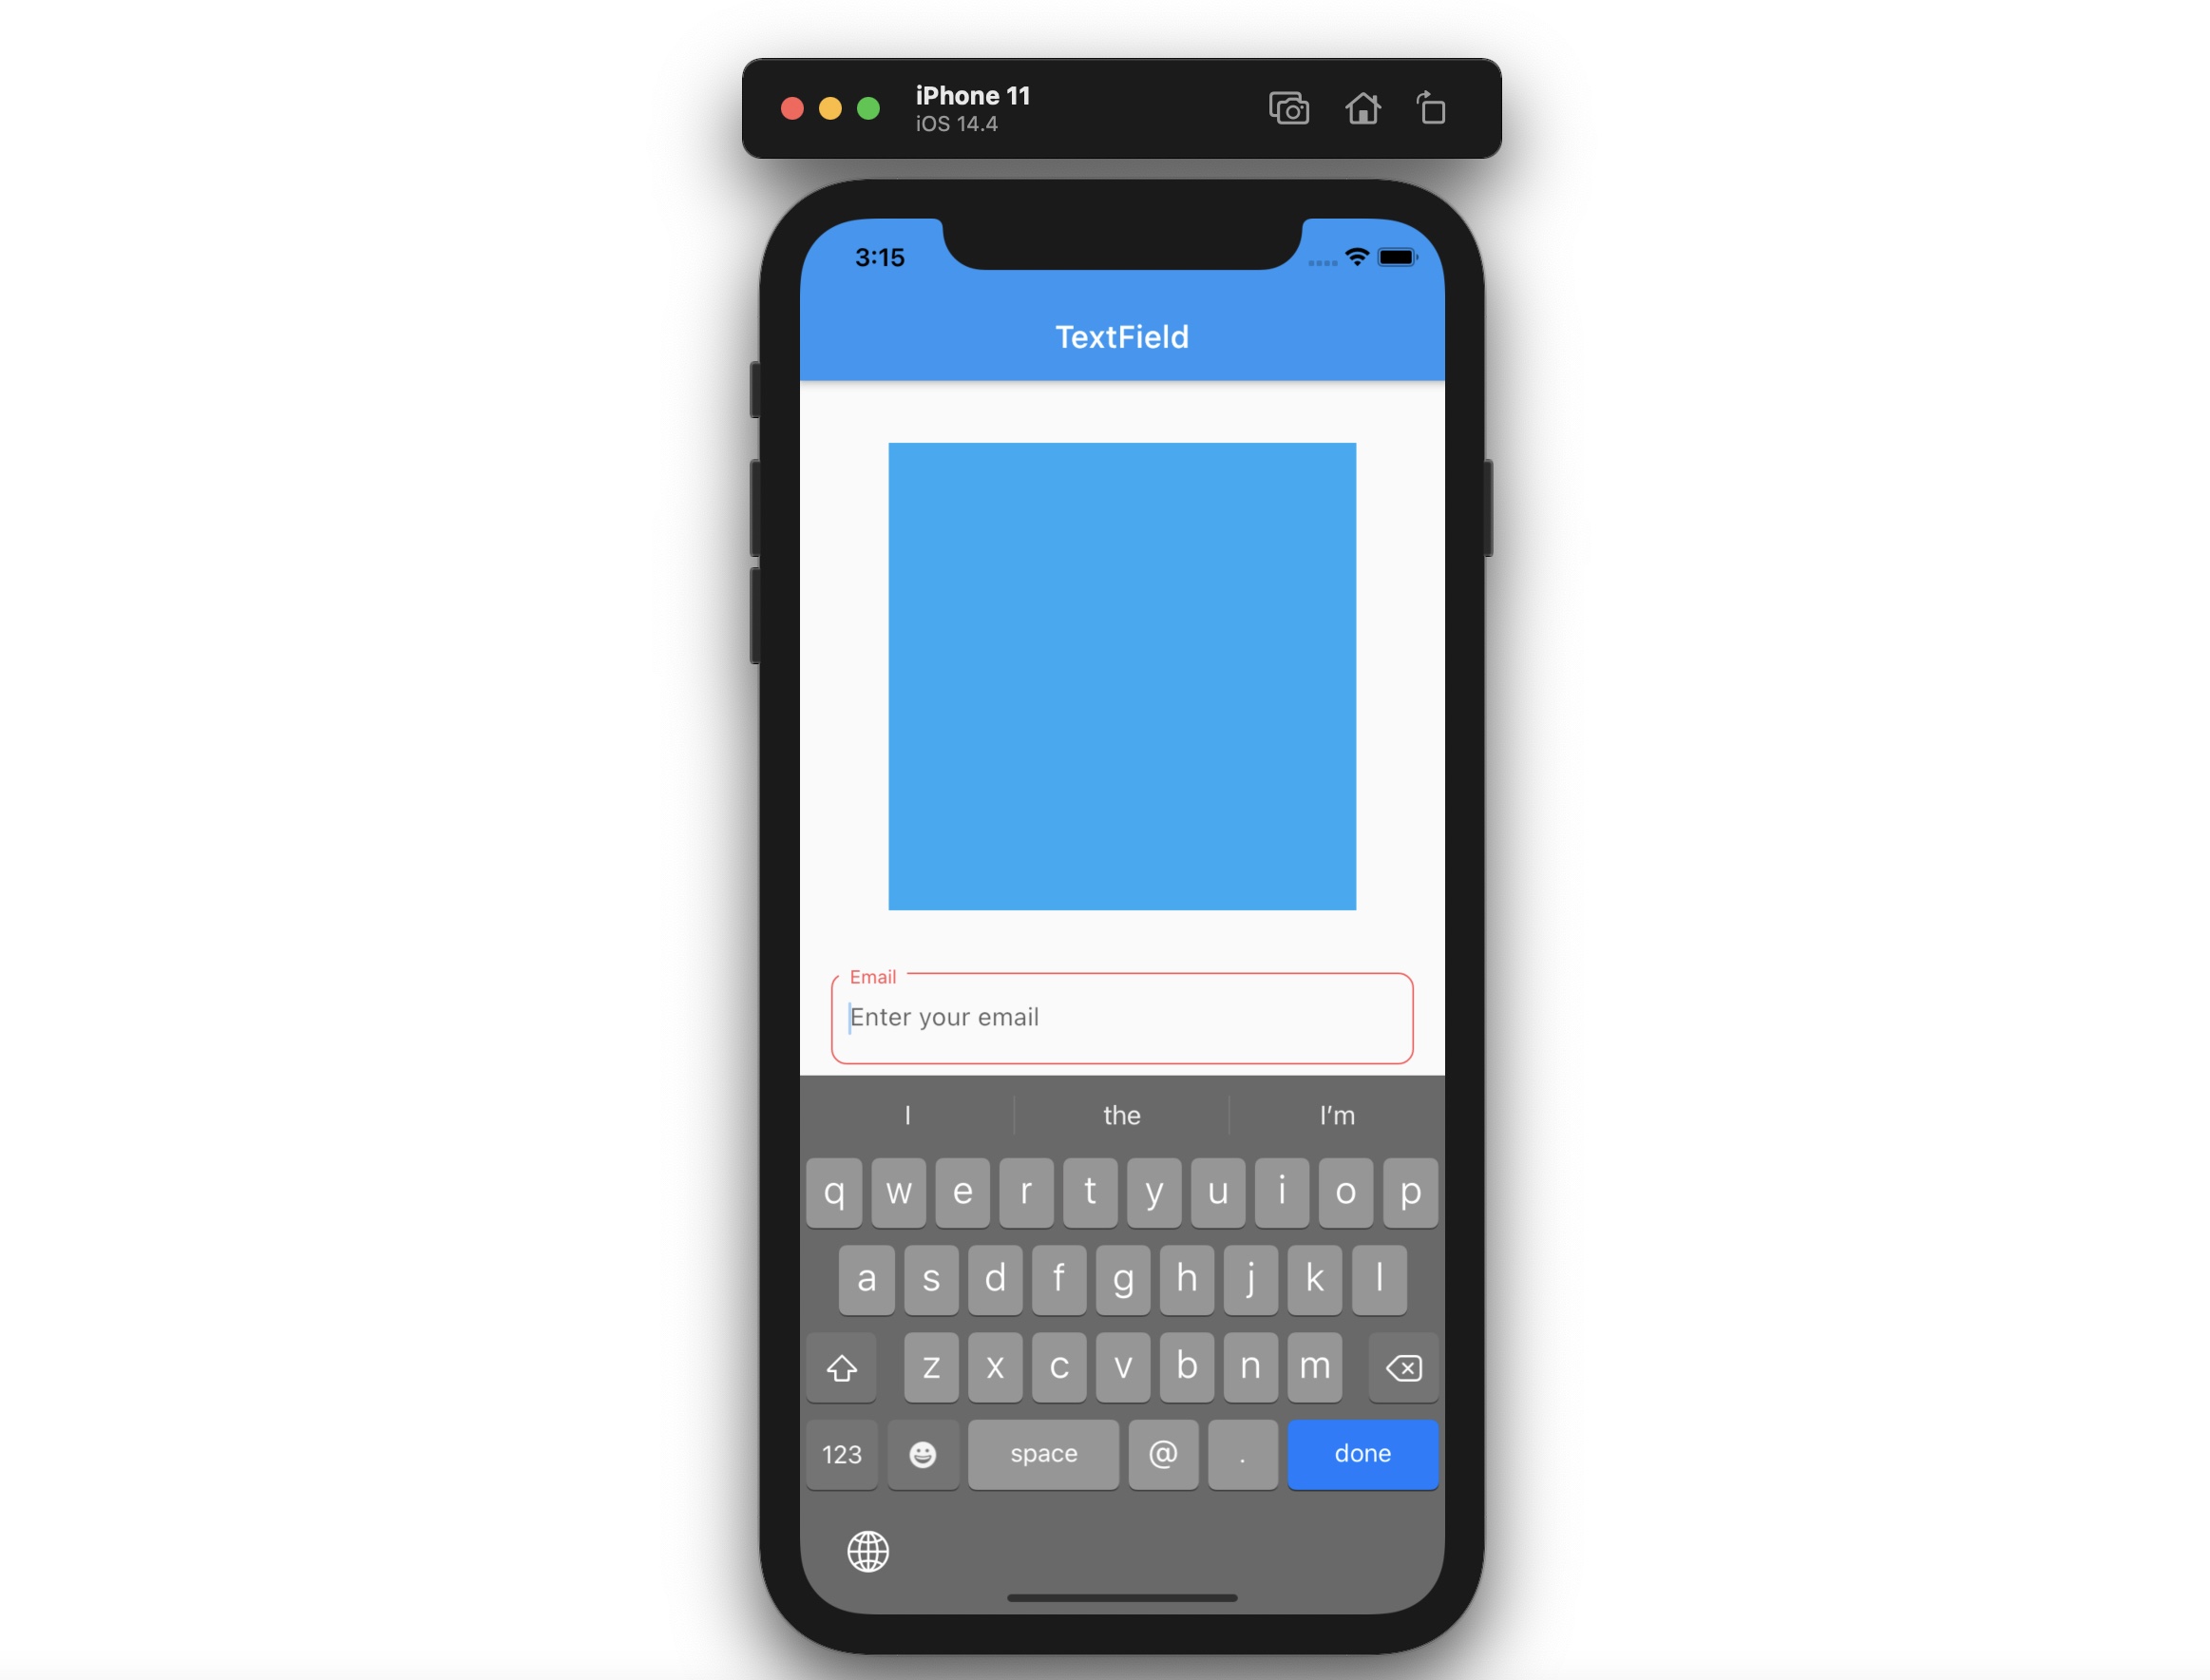 iPhone 11
iOS 14.4
3:15
TextField
Email
Enter your email
I the I’m
q w e r t y u i o p
a s d f g h j k l
z x c v b n m
123 space @ . done